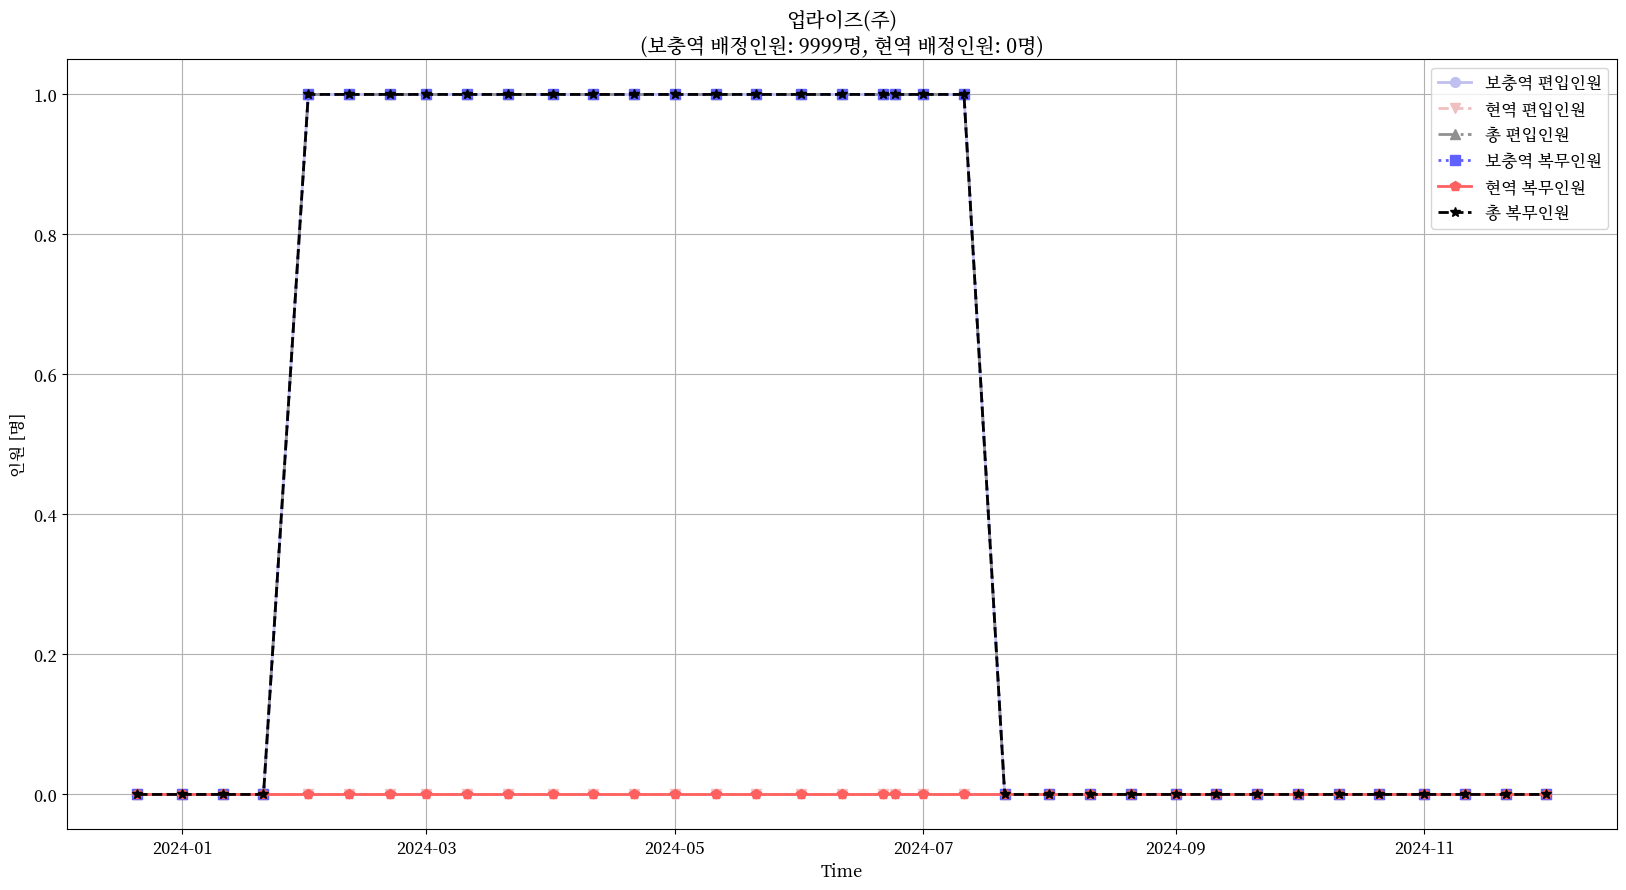 업라이즈(주)
(보충역 배정인원: 9999명, 현역 배정인원: 0명)
보충역 편입인원
현역 편입인원
총 편입인원
보충역 복무인원
현역 복무인원
총 복무인원
인원 [명]
1.0
0.8
0.6
0.4
0.2
0.0
2024-01
2024-03
2024-05
2024-07
2024-09
2024-11
Time